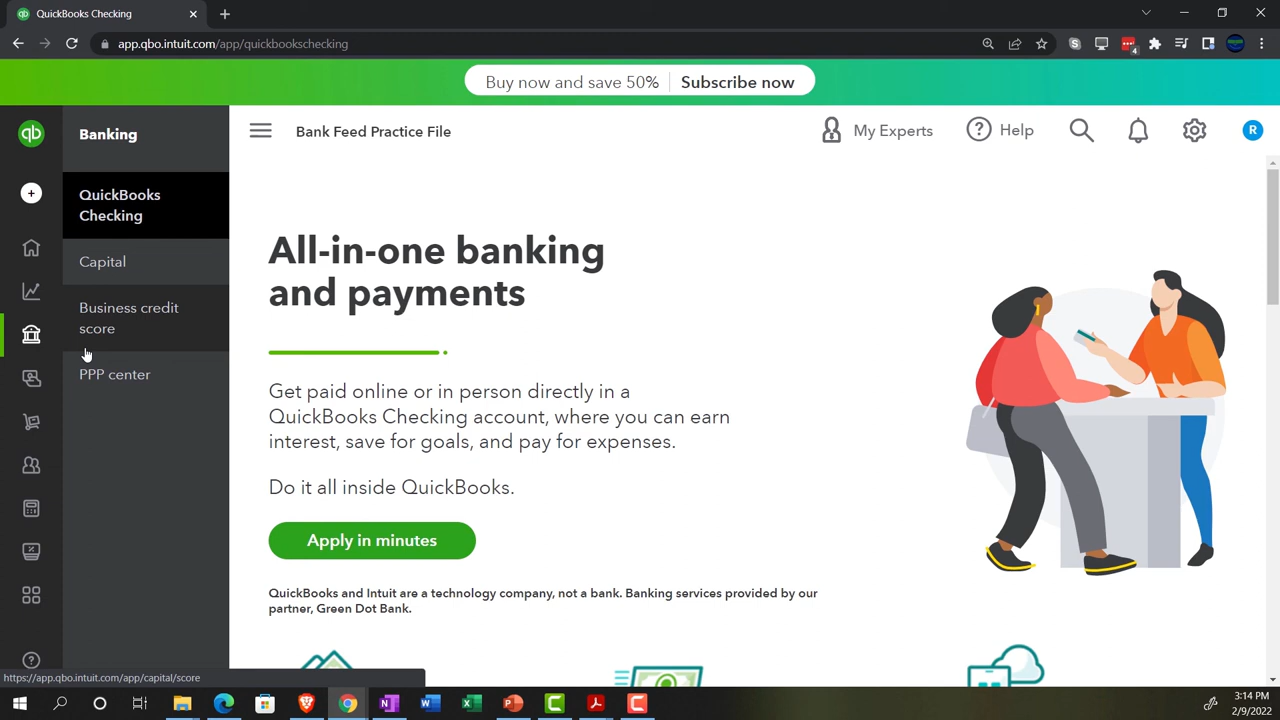 QuickBooks Checking
app.qbo.intuit.com/app/quickbookschecking
4
Buy now and save 50% Subscribe now
qb
Banking
Bank Feed Practice File
My Experts
Help
R
QuickBooks
Checking
Capital
Business credit
score
PPP center
All-in-one banking
and payments
Get paid online or in person directly in a
QuickBooks Checking account, where you can earn
interest, save for goals, and pay for expenses.
Do it all inside QuickBooks.
Apply in minutes
QuickBooks and Intuit are a technology company, not a bank. Banking services provided by our
partner, Green Dot Bank.
https://app.qbo.intuit.com/app/capital/score
3:14 PM
2/9/2022